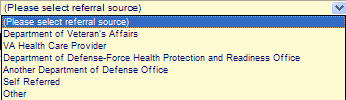 (Please select referral source)
(Please select referral source)
Department of Veteran's Affairs
VA Health Care Provider
Department of Defense-Force Health Protection and Readiness Office
Another Department of Defense Office
Self Referred
Other